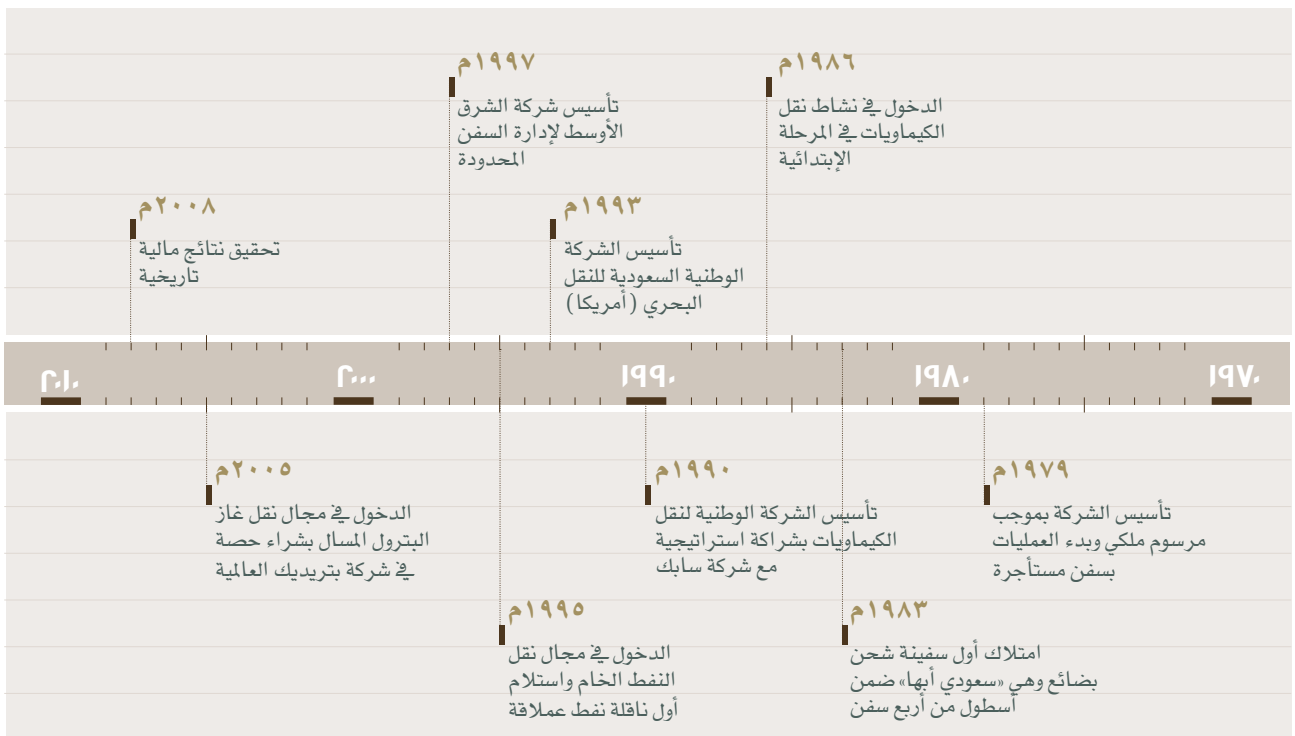 ١٩٨٦م
الدخول في نشاط نقل
الكيماويات في المرحلة
الإبتدائية
١٩٩٧م
تأسيس شركة الشرق
الأوسط لإدارة السفن
المحدودة
١٩٩٣م
تأسيس الشركة
الوطنية السعودية للنقل
البحري (أمريكا)
٢٠٠٨م
تحقيق نتائج مالية
تاريخية
١٩٧٠
١٩٨٠
١٩٩٠
٢٠٠٠
٢٠١٠
١٩٧٩م
تأسيس الشركة بموجب
مرسوم ملكي وبدء العمليات
بسفن مستأجرة
١٩٩٠م
تأسيس الشركة الوطنية لنقل
الكيماويات بشراكة استراتيجية
مع شركة سابك
٢٠٠٥م
الدخول في مجال نقل غاز
البترول المسال بشراء حصة
في شركة بتريديك العالمية
١٩٨٣م
امتلاك أول سفينة شحن
بضائع وهي «سعودي أبها» ضمن
أسطول من أربع سفن
١٩٩٥م
الدخول في مجال نقل
النفط الخام واستلام
أول ناقلة نفط عملاقة